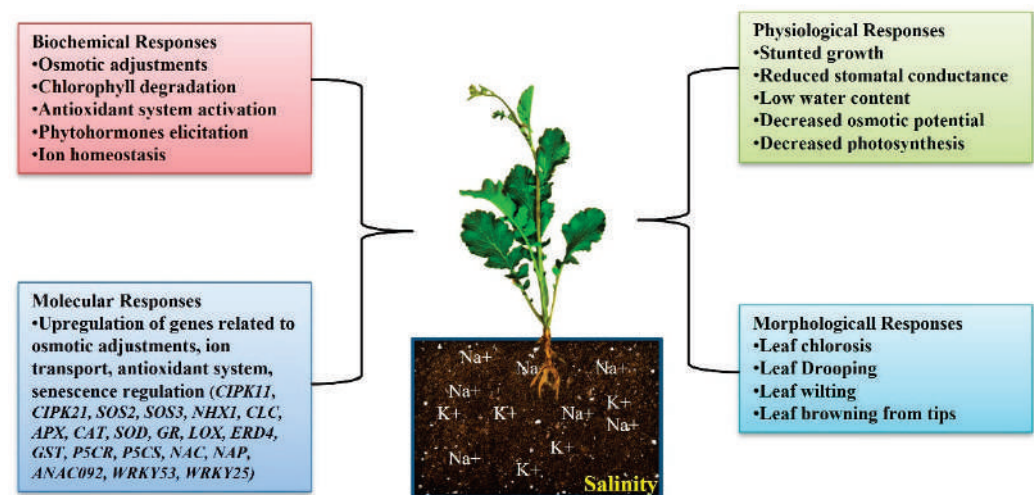 Biochemical Responses
•Osmotic adjustments
•Chlorophyll degradation
•Antioxidant system activation
•Phytohormones elicitation
•Ion homeostasis
Molecular Responses
•Upregulation of genes related to
osmotic adjustments, ion
transport, antioxidant system,
senescence regulation (CIPK11,
CIPK21, SOS2, SOS3, NHX1, CLC,
APX, CAT, SOD, GR, LOX, ERD4,
GST, P5CR, P5CS, NAC, NAP,
ANAC092, WRKY53, WRKY25)
Physiological Responses
•Stunted growth
•Reduced stomatal conductance
•Low water content
•Decreased osmotic potential
•Decreased photosynthesis
Morphologicall Responses
•Leaf chlorosis
•Leaf Drooping
•Leaf wilting
•Leaf browning from tips
Na+ Na Na+
Na+ K+
K+ K+ Na+ Na+
K+
Na+ K+
Salinity